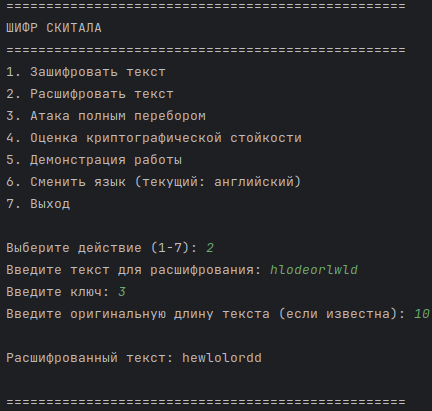 ==================================================
ШИФР СКИТАЛА
==================================================
1. Зашифровать текст
2. Расшифровать текст
3. Атака полным перебором
4. Оценка криптографической стойкости
5. Демонстрация работы
6. Сменить язык (текущий: английский)
7. Выход
Выберите действие (1-7): 2
Введите текст для расшифрования: hlodeorlwld
Введите ключ: 3
Введите оригинальную длину текста (если известна): 10
Расшифрованный текст: hewlolordd
==================================================